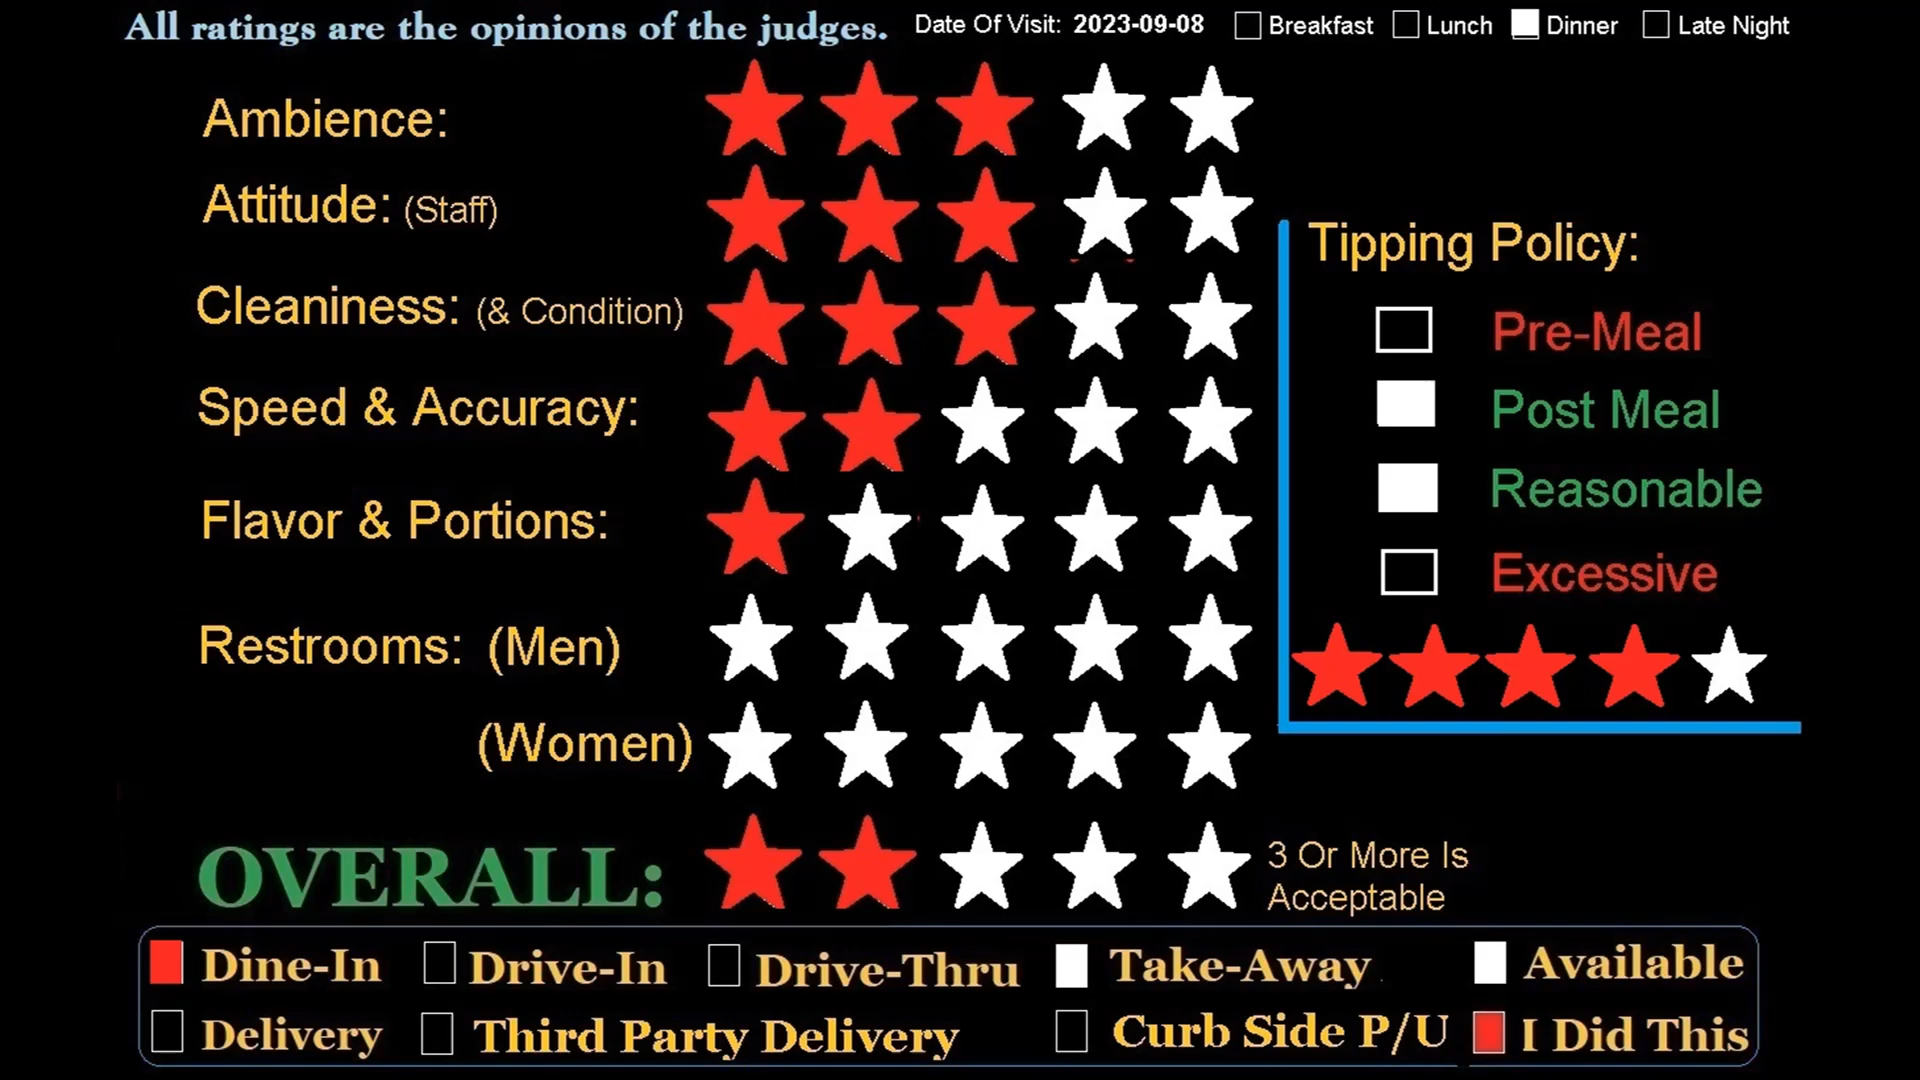 All ratings are the opinions of the judges. Date Of Visit: 2023-09-08 Breakfast Lunch Dinner Late Night
Ambience:
Attitude: (Staff)
Cleaniness: (& Condition)
Speed & Accuracy:
Flavor & Portions:
Restrooms: (Men)
(Women)
Tipping Policy:
Pre-Meal
Post Meal
Reasonable
Excessive
OVERALL:
3 Or More Is
Acceptable
Dine-In Drive-In Drive-Thru Take-Away Available
Delivery Third Party Delivery Curb Side P/U I Did This